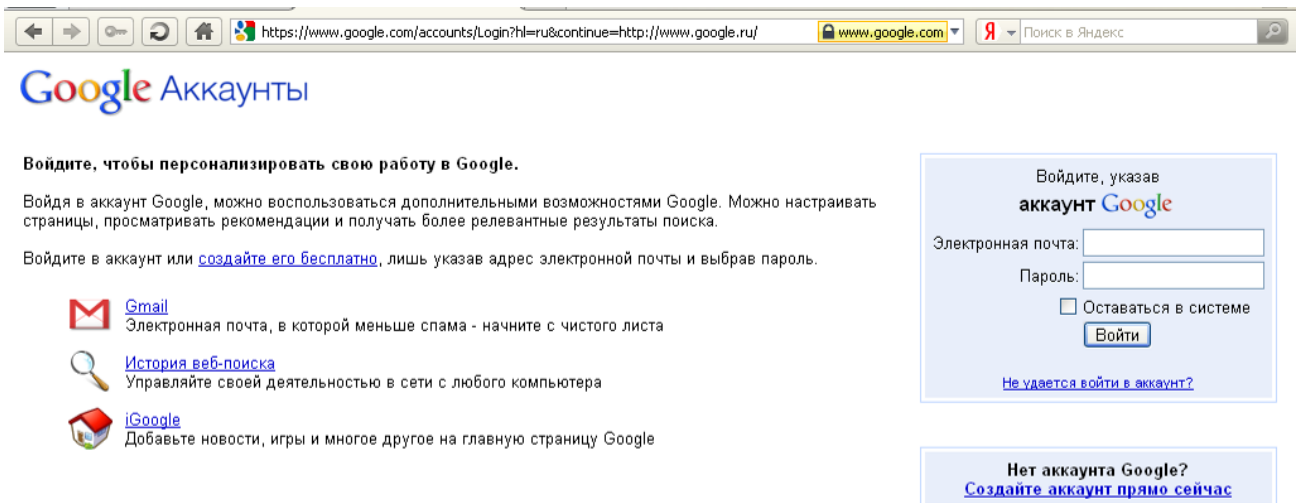 https://www.google.com/accounts/Login?hl=ru&continue=http://www.google.ru/
www.google.com
Я
Поиск в Яндекс
Google Аккаунты
Войдите, чтобы персонализировать свою работу в Google.
Войдя в аккаунт Google, можно воспользоваться дополнительными возможностями Google. Можно настраивать
страницы, просматривать рекомендации и получать более релевантные результаты поиска.
Войдите в аккаунт или создайте его бесплатно, лишь указав адрес электронной почты и выбрав пароль.
Gmail
Электронная почта, в которой меньше спама - начните с чистого листа
История веб-поиска
Управляйте своей деятельностью в сети с любого компьютера
iGoogle
Добавьте новости, игры и многое другое на главную страницу Google
Войдите, указав
аккаунт Google
Электронная почта:
Пароль:
Оставаться в системе
Войти
Не удается войти в аккаунт?
Нет аккаунта Google?
Создайте аккаунт прямо сейчас